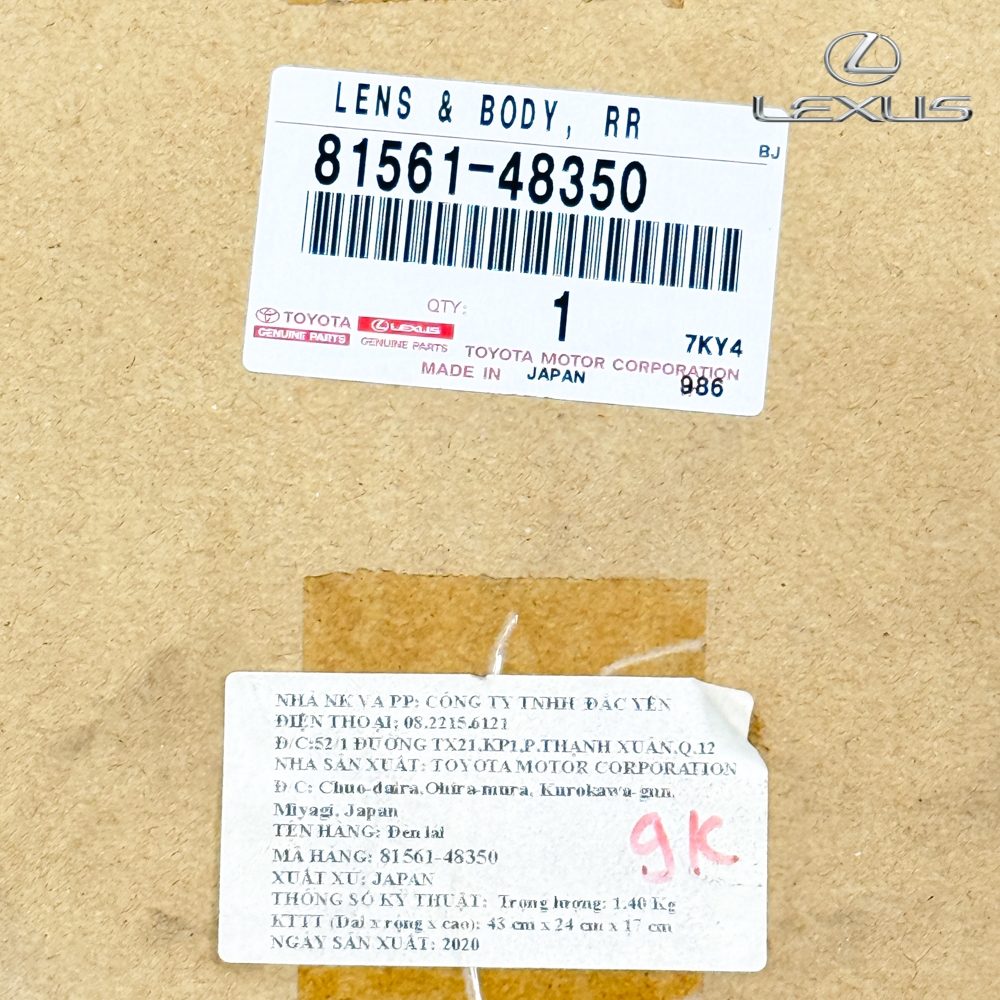 LEXUS
LENS & BODY, RR
BJ
81561-48350
QTY: 1
TOYOTA
GENUINE PARTS
LEXUS
GENUINE PARTS
7KY4
TOYOTA MOTOR CORPORATION
MADE IN JAPAN
986
NHÀ NK VÀ PP: CÔNG TY TNHH ĐẮC YẾN
ĐIỆN THOẠI: 08.2215.6121
Đ/C:52/1 ĐƯỜNG TX21,KP1,P.THẠNH XUÂN,Q.12
NHÀ SẢN XUẤT: TOYOTA MOTOR CORPORATION
Đ/C: Chuo-daira,Ohira-mura, Kurokawa-gun,
Miyagi, Japan
TÊN HÀNG: Đèn lái
MÃ HÀNG: 81561-48350
XUẤT XỨ: JAPAN
THÔNG SỐ KỸ THUẬT: Trọng lượng: 1.40 Kg
KTTT (Dài x rộng x cao): 43 cm x 24 cm x 17 cm
NGÀY SẢN XUẤT: 2020
9K